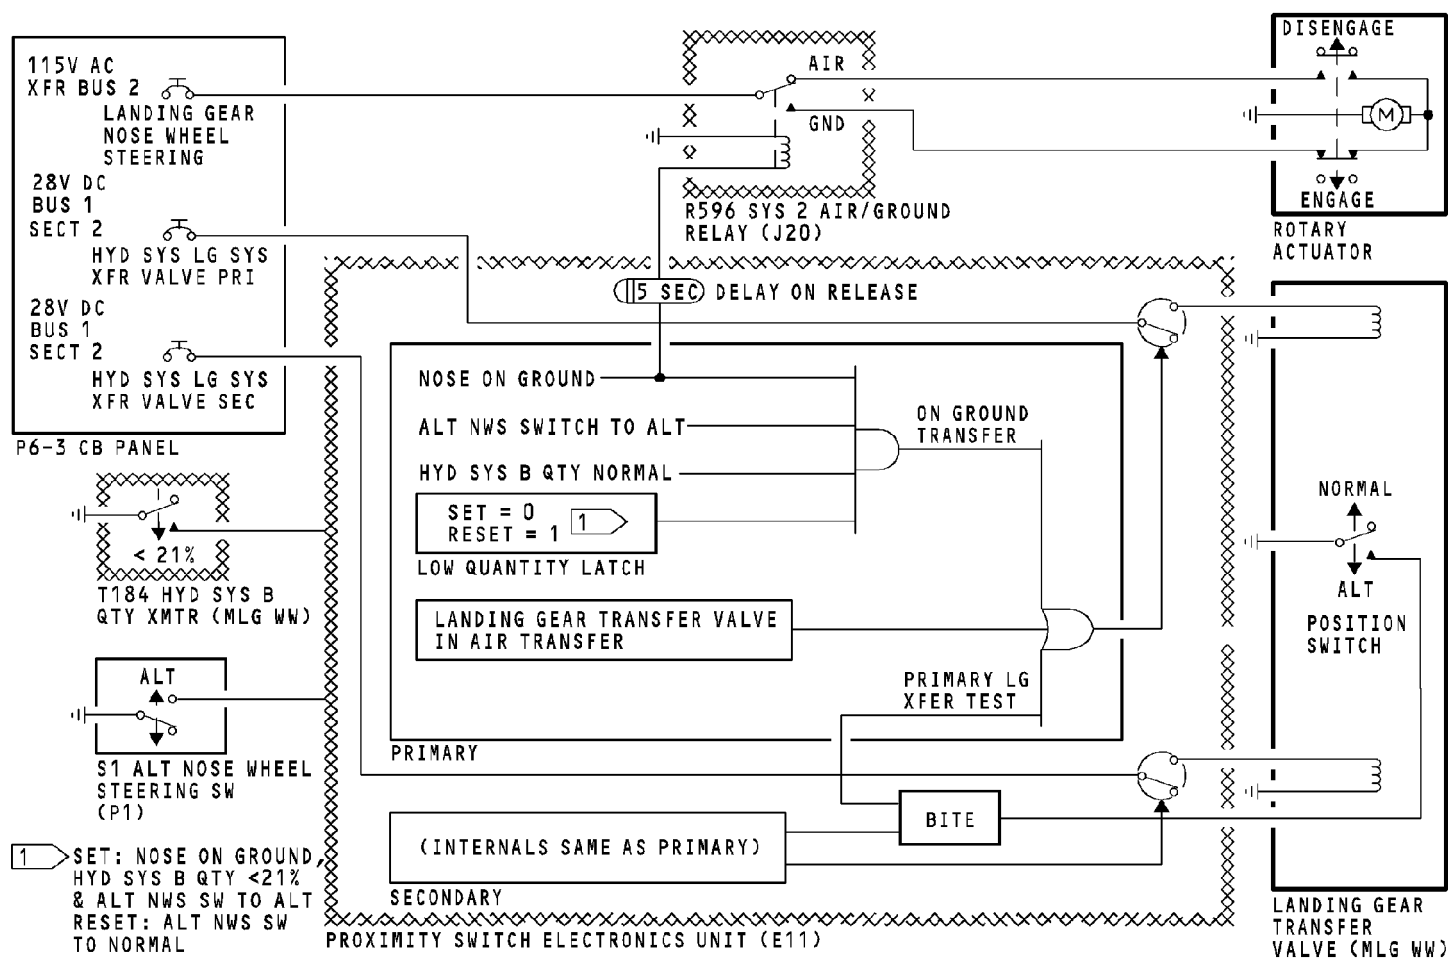 115V AC
XFR BUS 2
LANDING GEAR
NOSE WHEEL
STEERING
28V DC
BUS 1
SECT 2
HYD SYS LG SYS
XFR VALVE PRI
28V DC
BUS 1
SECT 2
HYD SYS LG SYS
XFR VALVE SEC
P6-3 CB PANEL
< 21%
T184 HYD SYS B
QTY XMTR (MLG WW)
ALT
S1 ALT NOSE WHEEL
STEERING SW
(P1)
1
SET: NOSE ON GROUND,
HYD SYS B QTY <21%
& ALT NWS SW TO ALT
RESET: ALT NWS SW
TO NORMAL
AIR
GND
R596 SYS 2 AIR/GROUND
RELAY (J20)
5 SEC DELAY ON RELEASE
NOSE ON GROUND
ALT NWS SWITCH TO ALT
HYD SYS B QTY NORMAL
ON GROUND
TRANSFER
SET = 0
RESET = 1
1
LOW QUANTITY LATCH
LANDING GEAR TRANSFER VALVE
IN AIR TRANSFER
PRIMARY LG
XFER TEST
PRIMARY
BITE
(INTERNALS SAME AS PRIMARY)
SECONDARY
PROXIMITY SWITCH ELECTRONICS UNIT (E11)
DISENGAGE
M
ENGAGE
ROTARY
ACTUATOR
NORMAL
ALT
POSITION
SWITCH
LANDING GEAR
TRANSFER
VALVE (MLG WW)